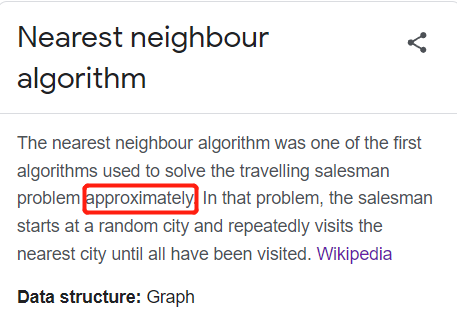 Nearest neighbour
algorithm
The nearest neighbour algorithm was one of the first
algorithms used to solve the travelling salesman
problem approximately. In that problem, the salesman
starts at a random city and repeatedly visits the
nearest city until all have been visited. Wikipedia
Data structure: Graph